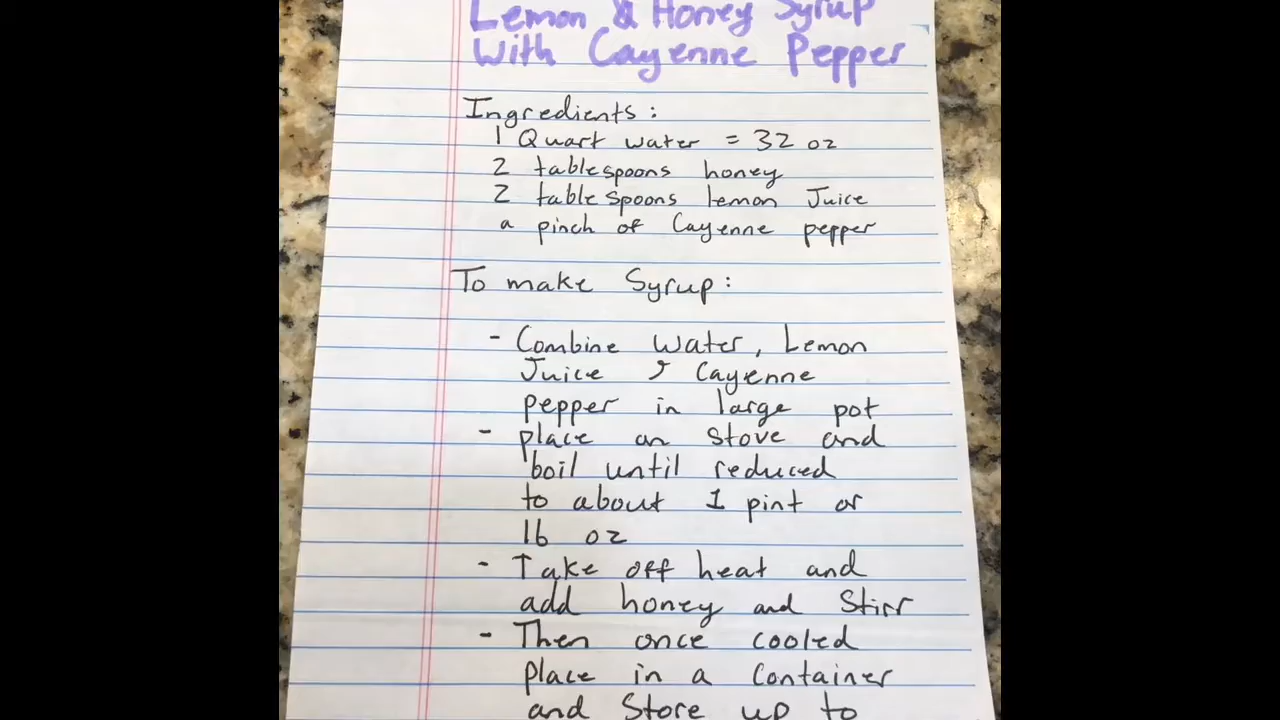 Lemon & Honey Syrup
With Cayenne Pepper
Ingredients:
1 Quart water = 32 oz
2 tablespoons honey
2 tablespoons lemon Juice
a pinch of Cayenne pepper
To make Syrup:
- Combine Water, Lemon
Juice & Cayenne
pepper in large pot
- place on stove and
boil until reduced
to about 1 pint or
16 oz
- Take off heat and
add honey and Stirr
- Then once cooled
place in a Container
and Store up to